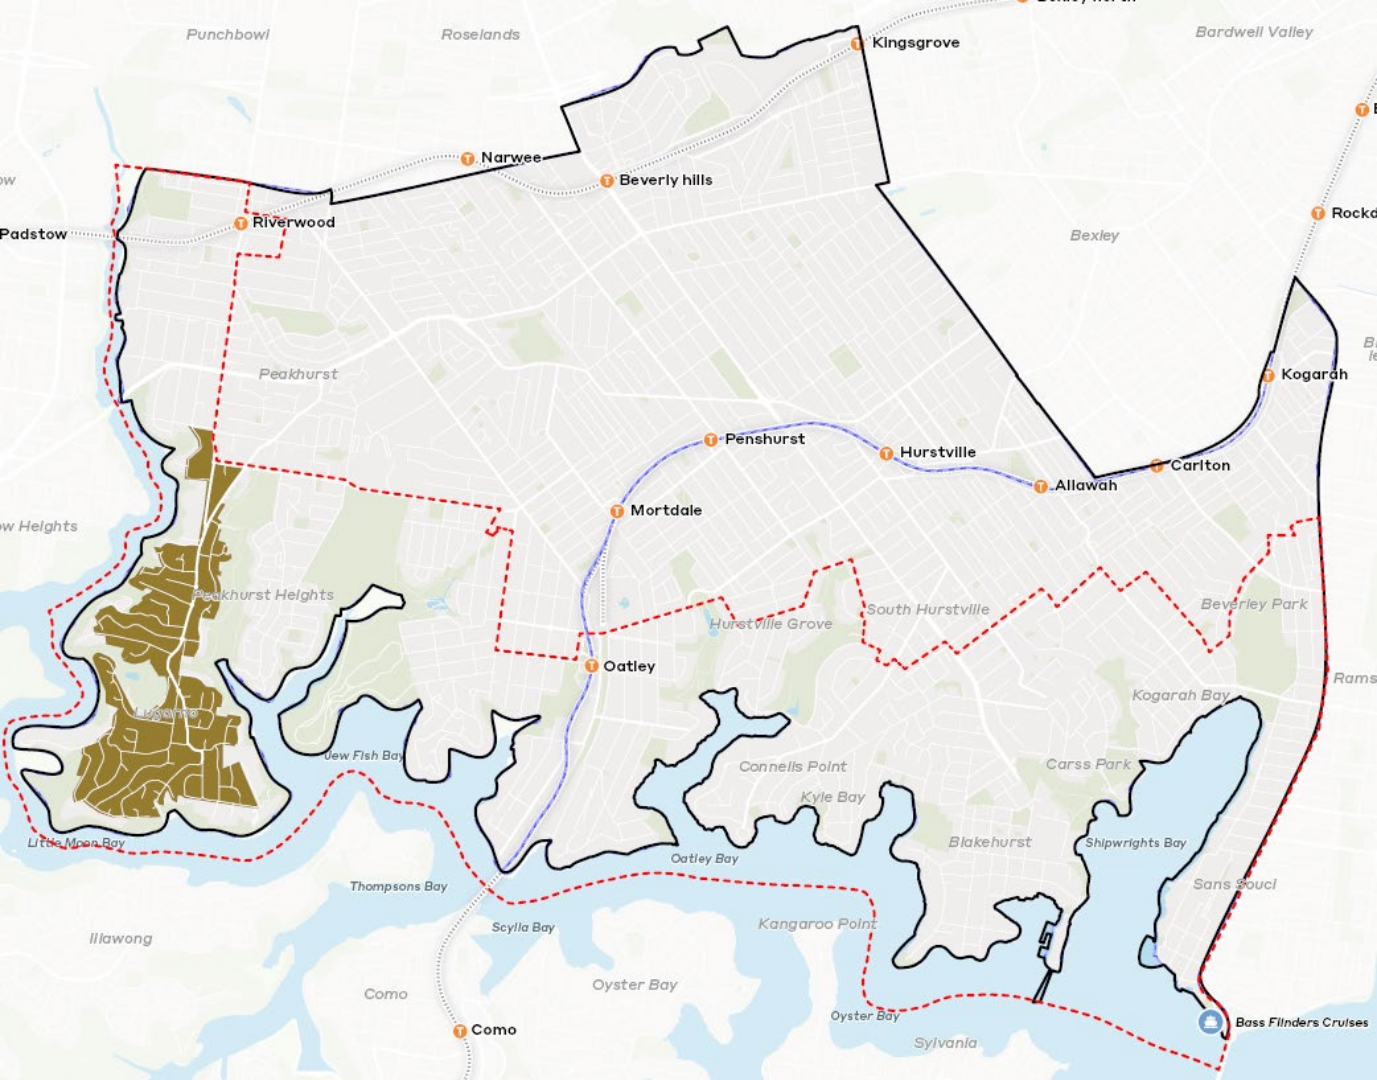 Punchbowl
Roselands
Bardwell Valley
Kingsgrove
Narwee
Beverly hills
Riverwood
Padstow
Bexley
Peakhurst
Kogarah
Penshurst
Hurstville
Carlton
Allawah
Mortdale
ow Heights
Peakhurst Heights
South Hurstville
Beverley Park
Hurstville Grove
Oatley
Kogarah Bay
Lugarno
Jew Fish Bay
Connells Point
Carss Park
Kyle Bay
Little Moon Bay
Blakehurst
Shipwrights Bay
Oatley Bay
Thompsons Bay
Sans Souci
Scylla Bay
Kangaroo Point
Illawong
Como
Oyster Bay
Oyster Bay
Como
Sylvania
Bass Flinders Cruises